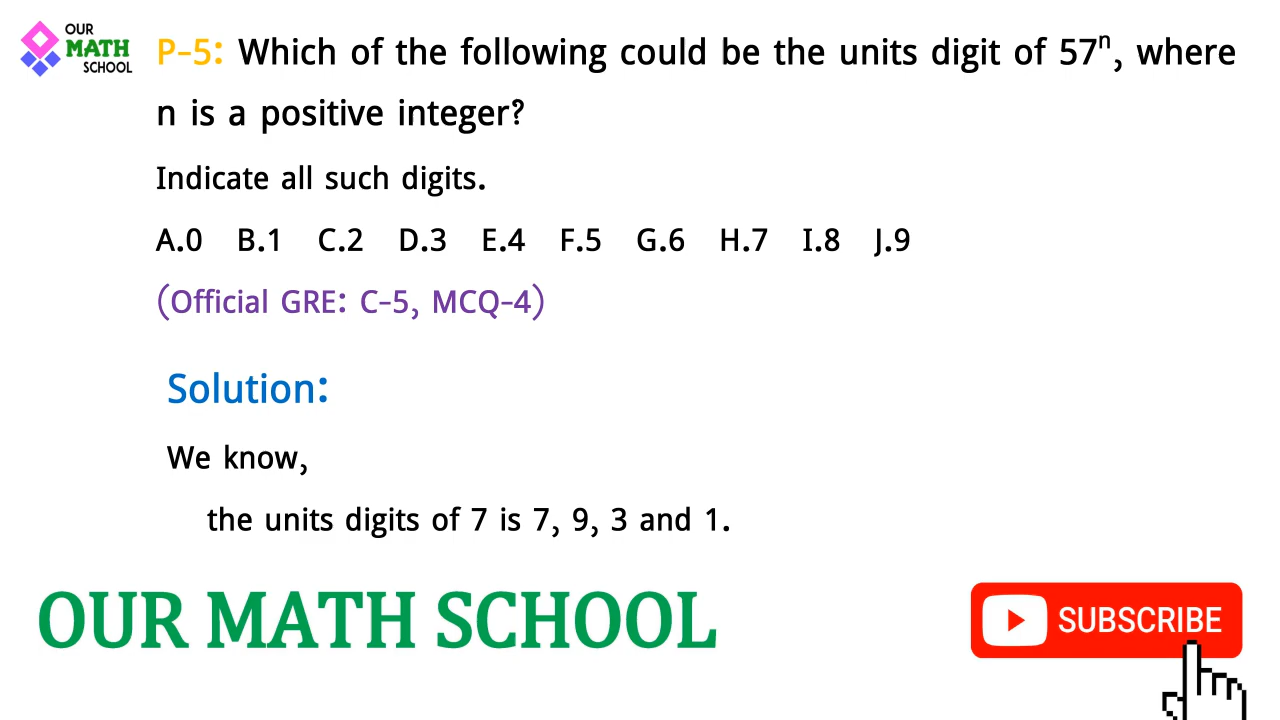 OUR
MATH
SCHOOL
P-5: Which of the following could be the units digit of 57ⁿ, where
n is a positive integer?
Indicate all such digits.
A.0 B.1 C.2 D.3 E.4 F.5 G.6 H.7 I.8 J.9
(Official GRE: C-5, MCQ-4)
Solution:
We know,
the units digits of 7 is 7, 9, 3 and 1.
OUR MATH SCHOOL
SUBSCRIBE